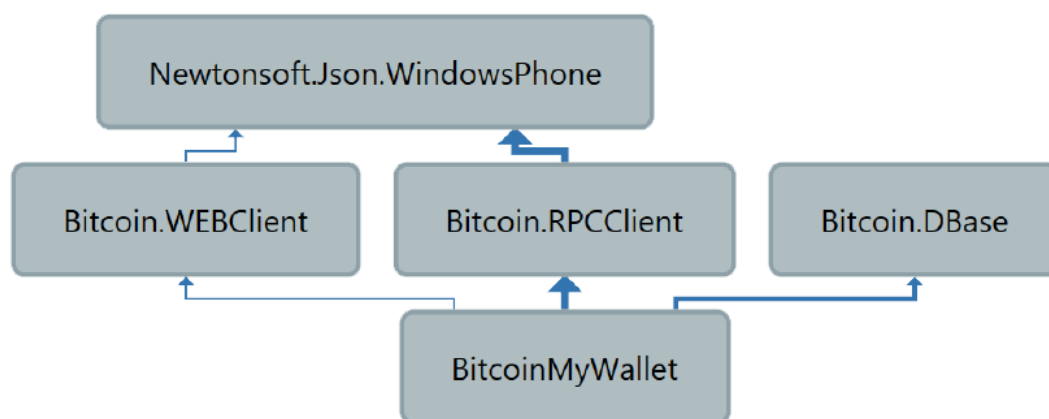 Newtonsoft.Json.WindowsPhone
Bitcoin.WEBClient
Bitcoin.RPCClient
Bitcoin.DBase
BitcoinMyWallet